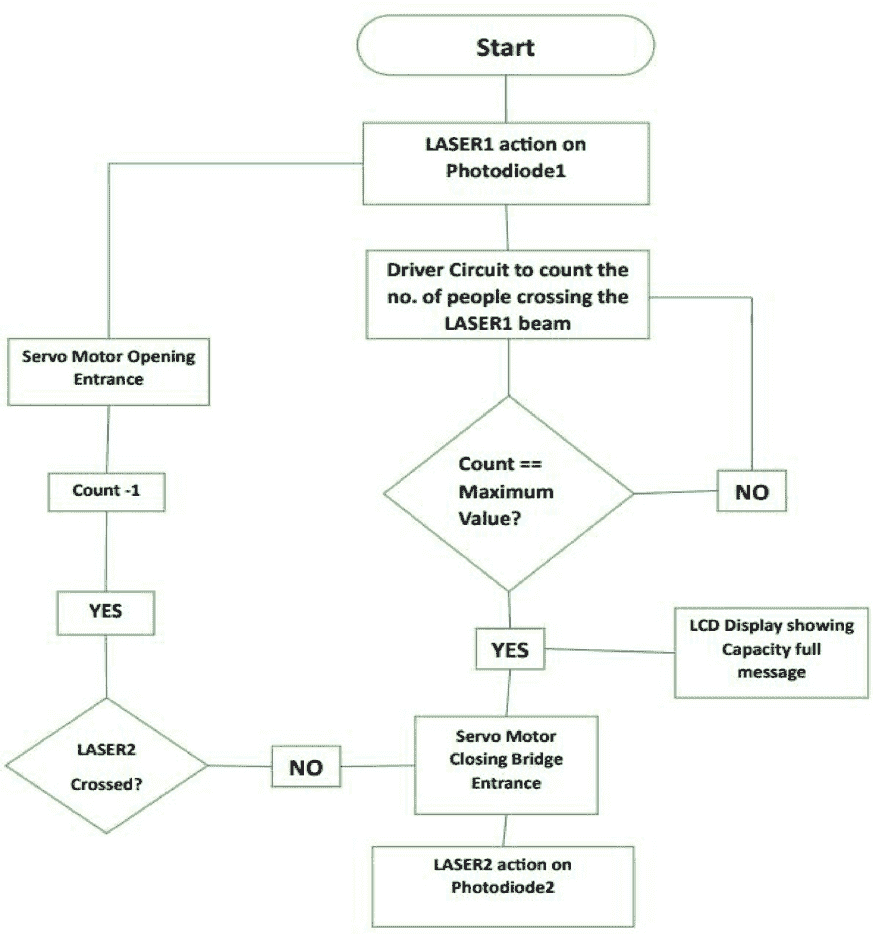 Start
LASER1 action on
Photodiode1
Driver Circuit to count the
no. of people crossing the
LASER1 beam
Servo Motor Opening
Entrance
Count ==
Maximum
Value?
Count -1
NO
YES
LCD Display showing
Capacity full
message
YES
Servo Motor
Closing Bridge
Entrance
LASER2
Crossed?
NO
LASER2 action on
Photodiode2